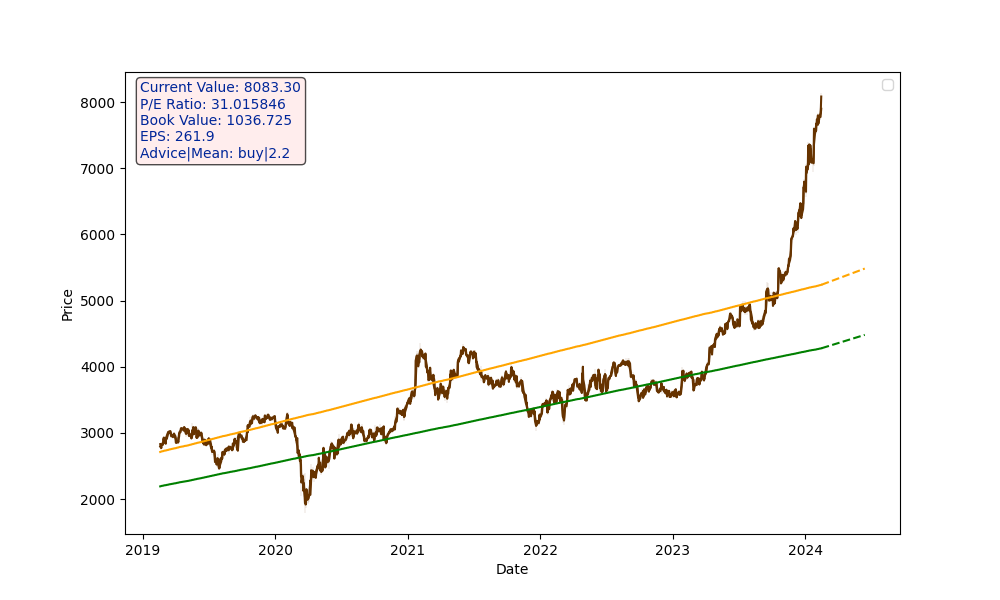 Current Value: 8083.30
P/E Ratio: 31.015846
Book Value: 1036.725
EPS: 261.9
Advice|Mean: buy|2.2
8000
7000
6000
5000
4000
3000
2000
Price
2019 2020 2021 2022 2023 2024
Date